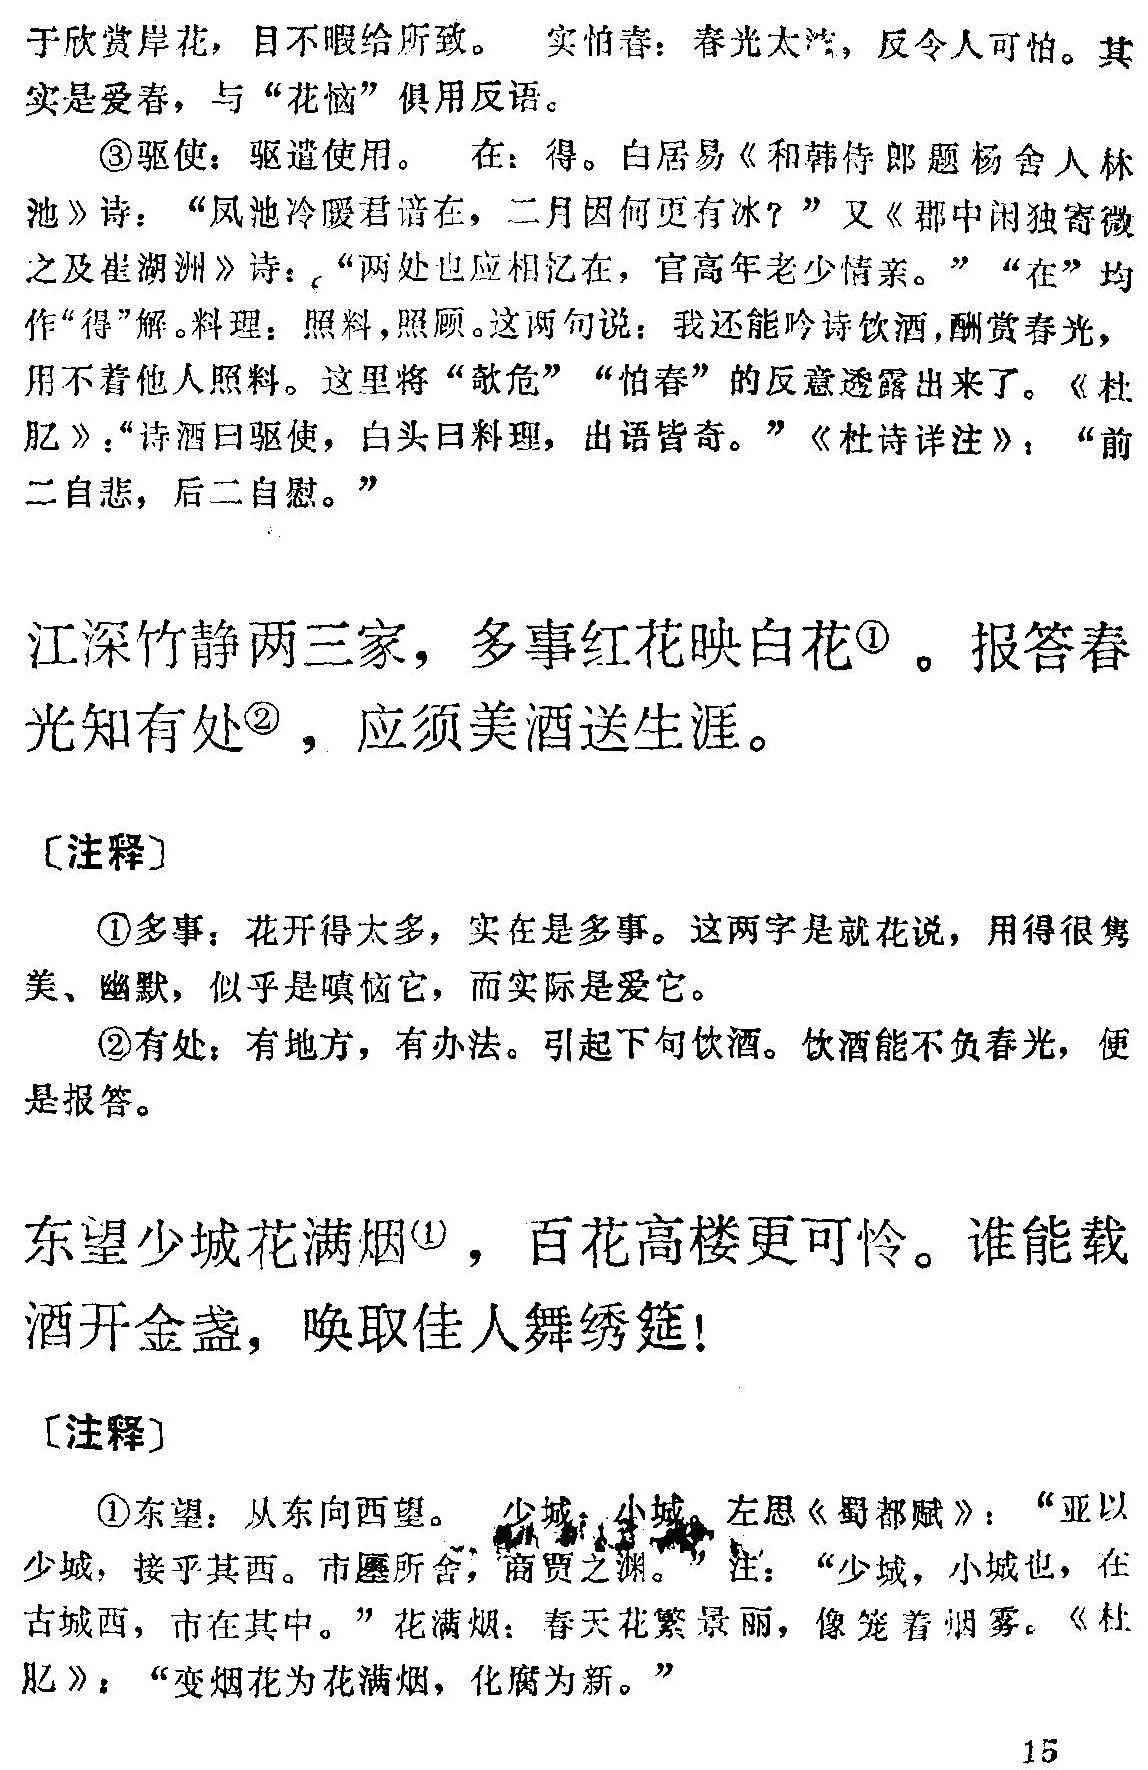 于欣赏岸花，目不暇给所致。 实怕春：春光太浓，反令人可怕。其
实是爱春，与“花恼”俱用反语。
③驱使：驱遣使用。 在：得。白居易《和韩侍郎题杨舍人林
池》诗：“凤池冷暖君谙在，二月因何更有冰？”又《郡中闲独寄微
之及崔湖洲》诗：“两处也应相忆在，官高年老少情亲。”“在”均
作“得”解。料理：照料，照顾。这两句说：我还能吟诗饮酒，酬赏春光，
用不着他人照料。这里将“欹危”“怕春”的反意透露出来了。《杜
肊》：“诗酒曰驱使，白头曰料理，出语皆奇。”《杜诗详注》：“前
二自悲，后二自慰。”
江深竹静两三家，多事红花映白花①。报答春
光知有处②，应须美酒送生涯。
〔注释〕
①多事：花开得太多，实在是多事。这两字是就花说，用得很隽
美、幽默，似乎是嗔恼它，而实际是爱它。
②有处：有地方，有办法。引起下句饮酒。饮酒能不负春光，便
是报答。
东望少城花满烟①，百花高楼更可怜。谁能载
酒开金盏，唤取佳人舞绣筵！
〔注释〕
①东望：从东向西望。 少城：小城。左思《蜀都赋》：“亚以
少城，接乎其西。市廛所舍，商贾之渊。”注：“少城，小城也，在
古城西，市在其中。”花满烟：春天花繁景丽，像笼着烟雾。《杜
肊》：“变烟花为花满烟，化腐为新。”
15